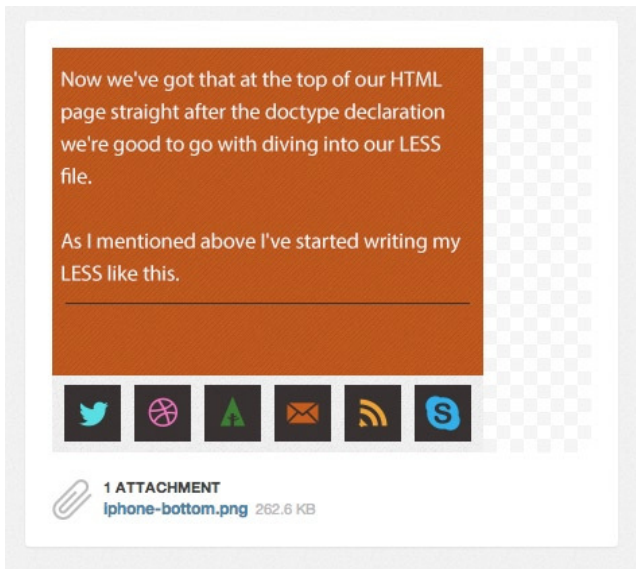 Now we've got that at the top of our HTML
page straight after the doctype declaration
we're good to go with diving into our LESS
file.
As I mentioned above I've started writing my
LESS like this.
1 ATTACHMENT
Iphone-bottom.png 262.6 KB